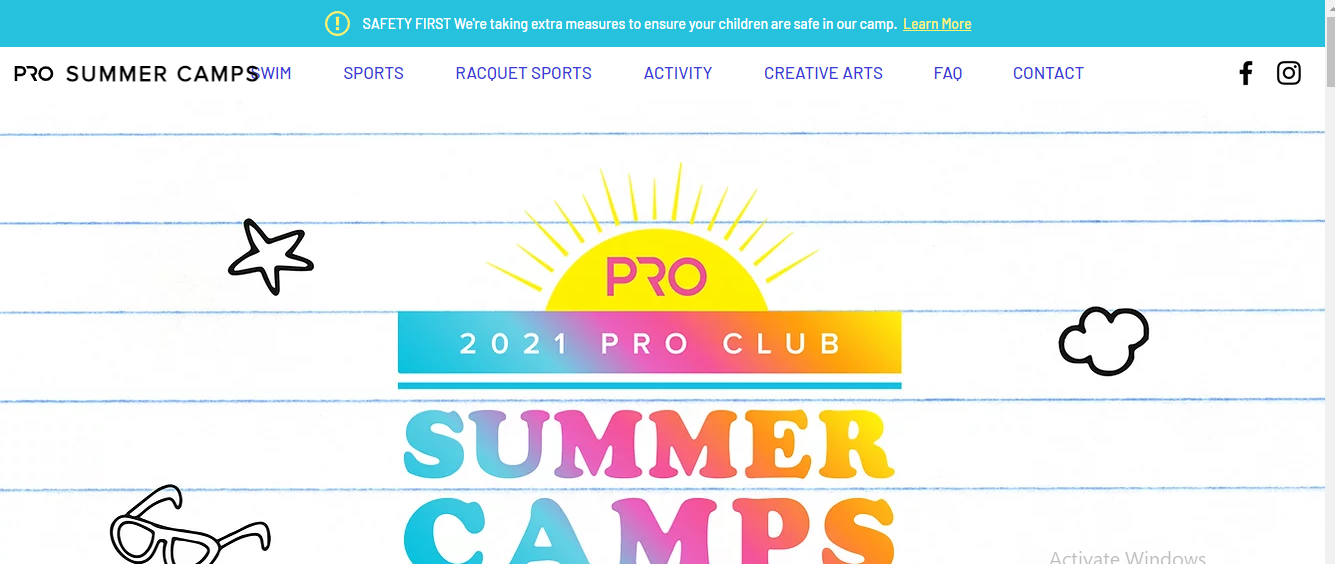 SAFETY FIRST We're taking extra measures to ensure your children are safe in our camp. Learn More
PRO SUMMER CAMPS SWIM SPORTS RACQUET SPORTS ACTIVITY CREATIVE ARTS FAQ CONTACT
PRO
2021 PRO CLUB
SUMMER
CAMPS
Activate Windows